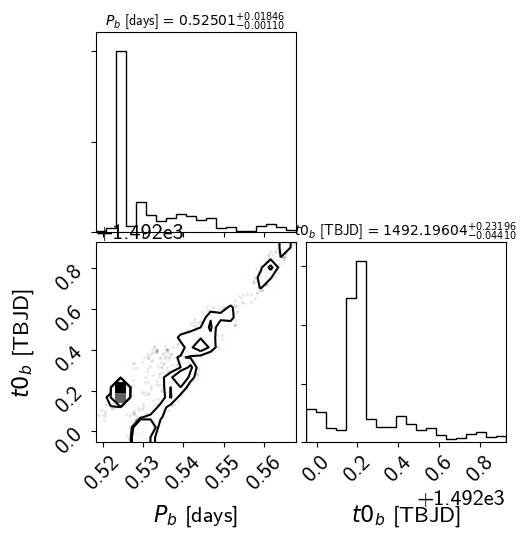 P_b [days] = 0.52501^{+0.01846}_{-0.00110}
t0_b [TBJD] = 1492.19604^{+0.23196}_{-0.04410}
+1.492e3
0.8
0.6
0.4
0.2
0.0
t0_b [TBJD]
0.52 0.53 0.54 0.55 0.56
0.0 0.2 0.4 0.6 0.8
+1.492e3
P_b [days]
t0_b [TBJD]